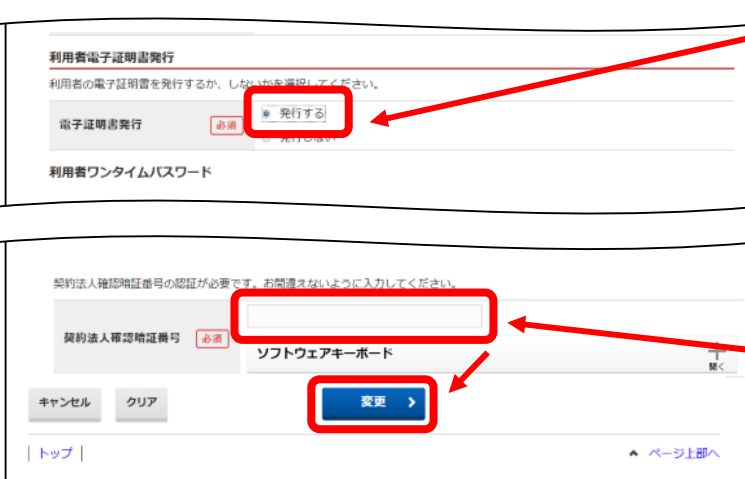 利用者電子証明書発行
利用者の電子証明書を発行するか、しないかを選択してください。
電子証明書発行 必須 発行する
発行しない
利用者ワンタイムパスワード
契約法人確認暗証番号の認証が必要です。お間違えないように入力してください。
契約法人確認暗証番号 必須
ソフトウェアキーボード
開く
キャンセル クリア 変更
トップ ページ上部へ